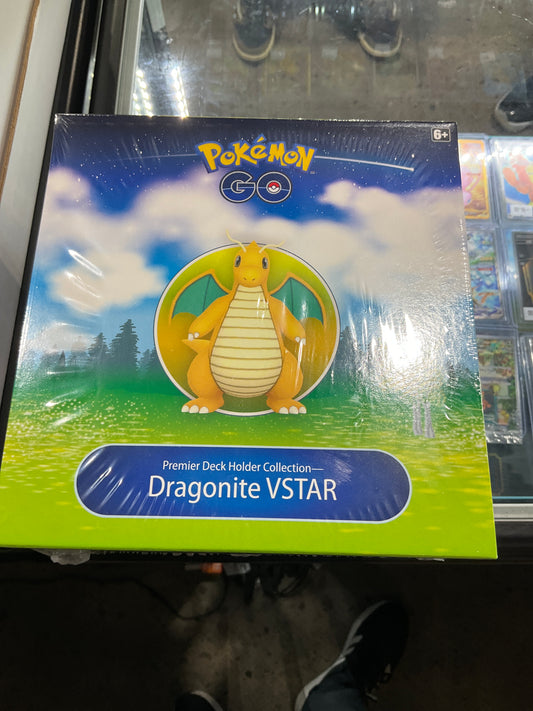 6+
POKÉMON
GO
Premier Deck Holder Collection—
Dragonite VSTAR